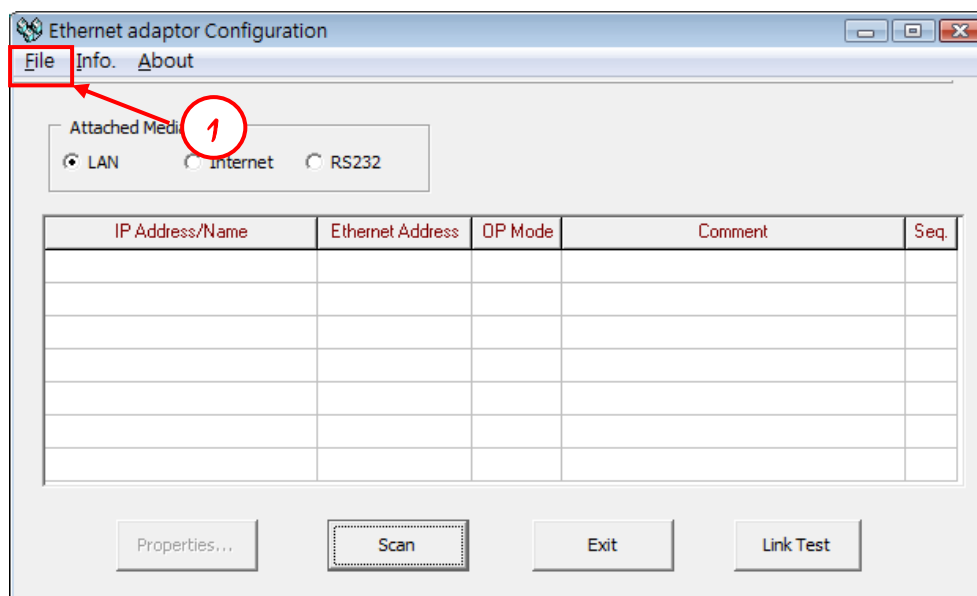 Ethernet adaptor Configuration
File Info. About
1
Attached Medi
LAN Internet RS232
IP Address/Name Ethernet Address OP Mode Comment Seq.
Properties... Scan Exit Link Test